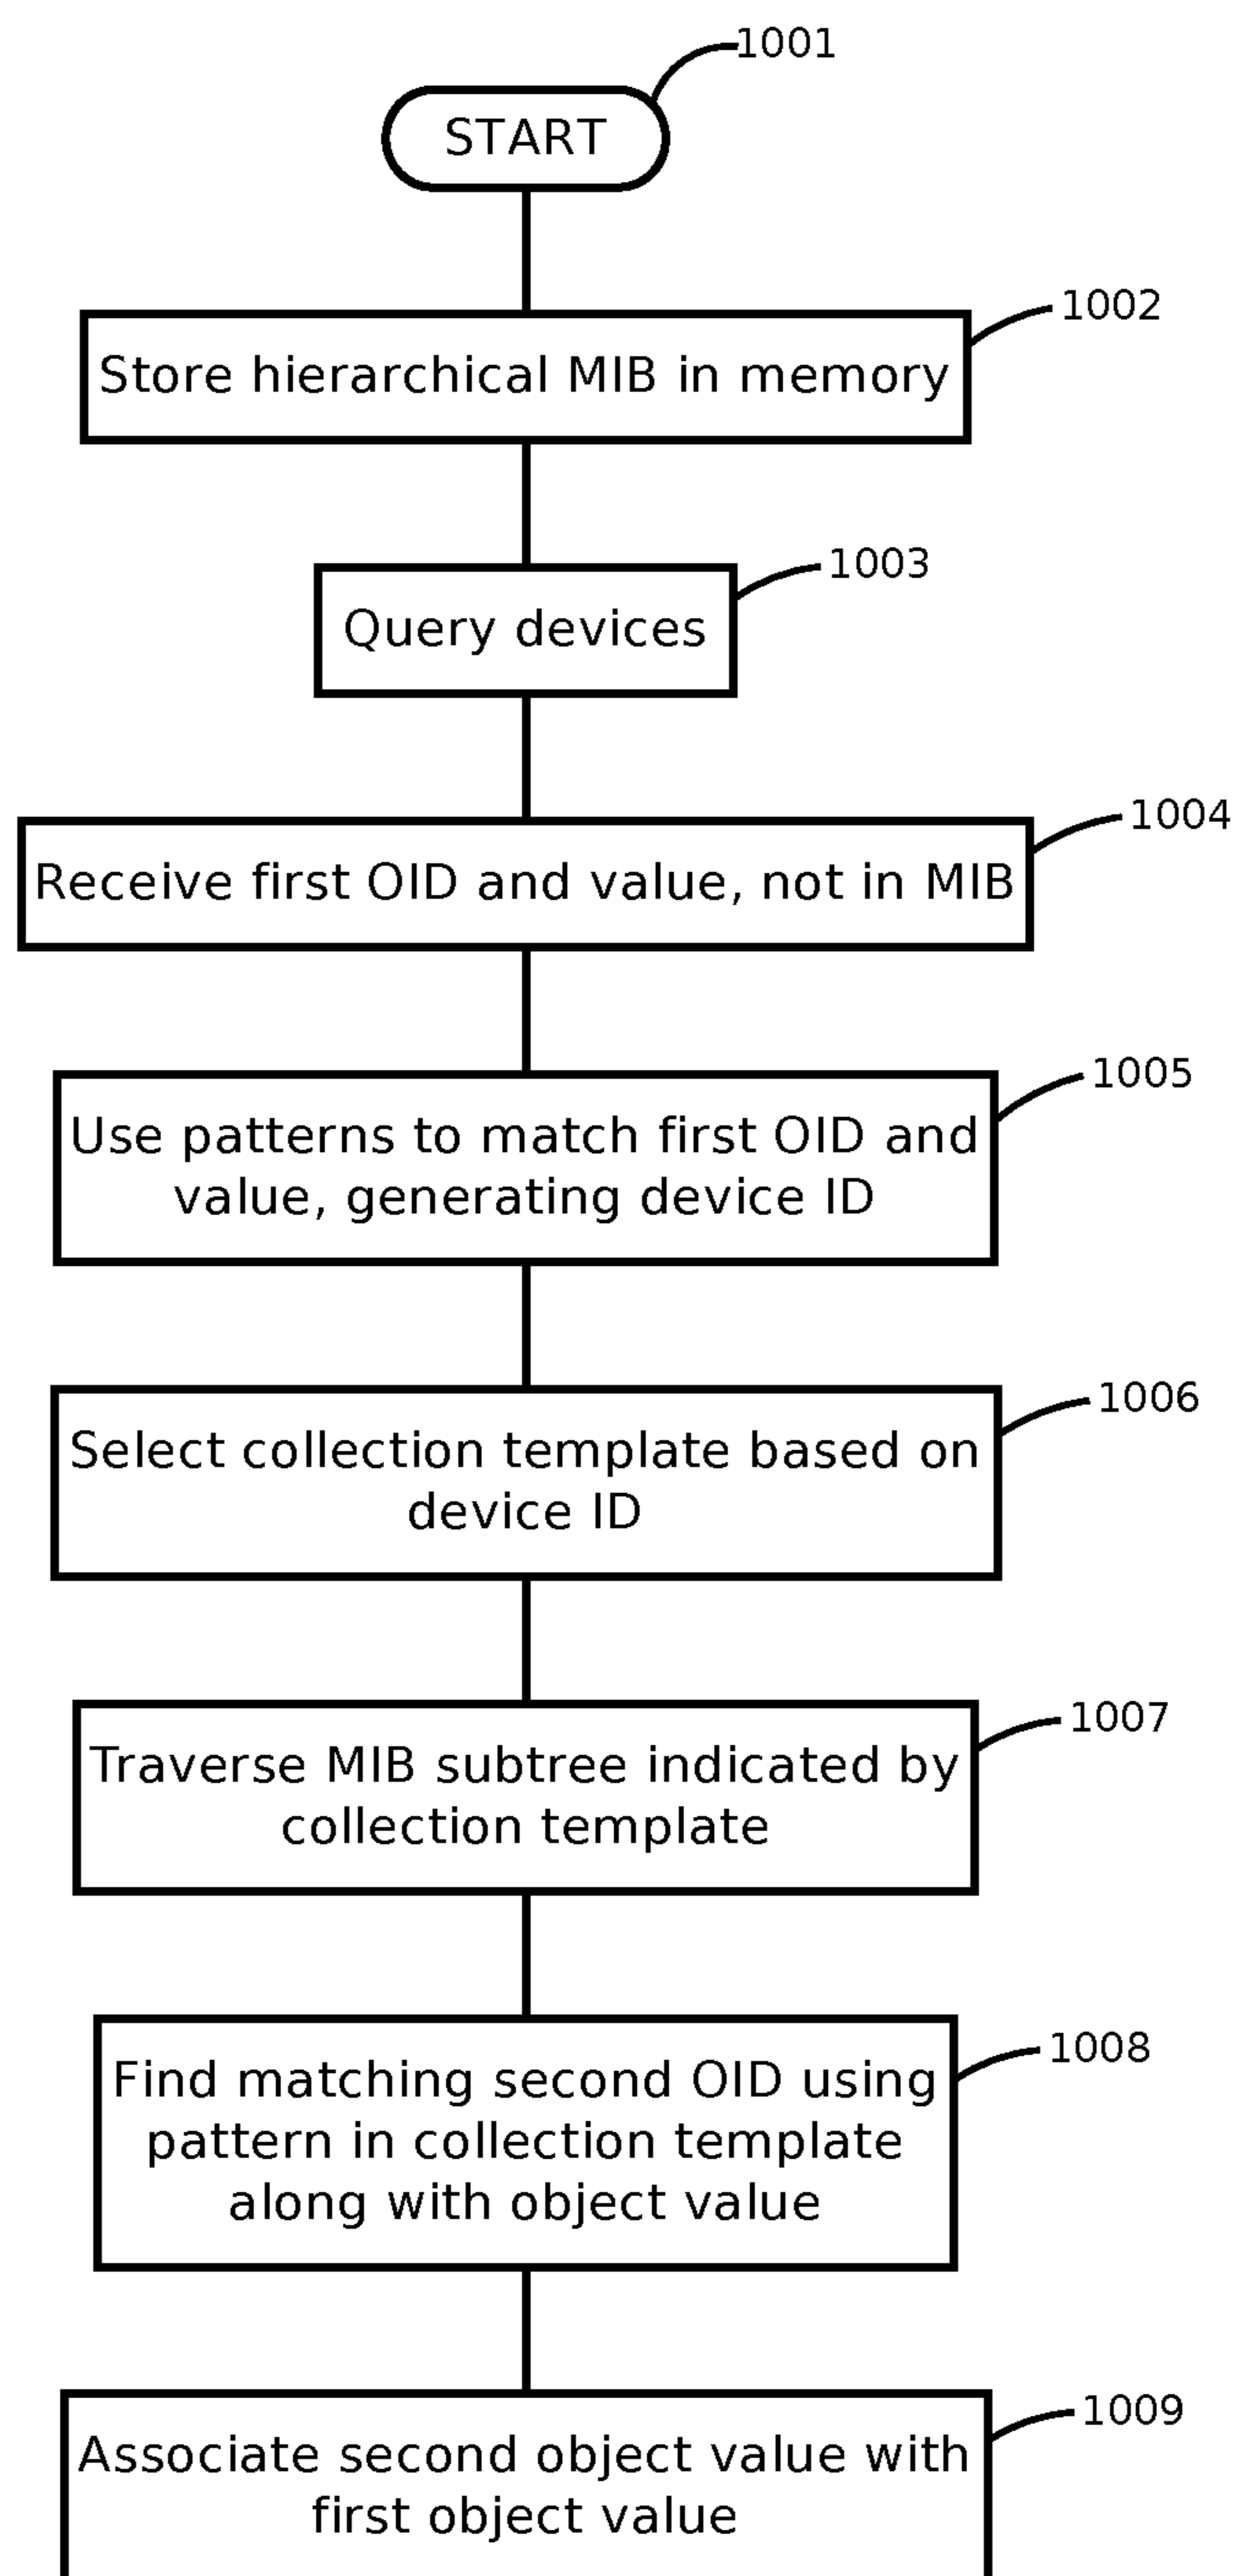 1001
START
1002
Store hierarchical MIB in memory
1003
Query devices
1004
Receive first OID and value, not in MIB
1005
Use patterns to match first OID and
value, generating device ID
1006
Select collection template based on
device ID
1007
Traverse MIB subtree indicated by
collection template
1008
Find matching second OID using
pattern in collection template
along with object value
1009
Associate second object value with
first object value